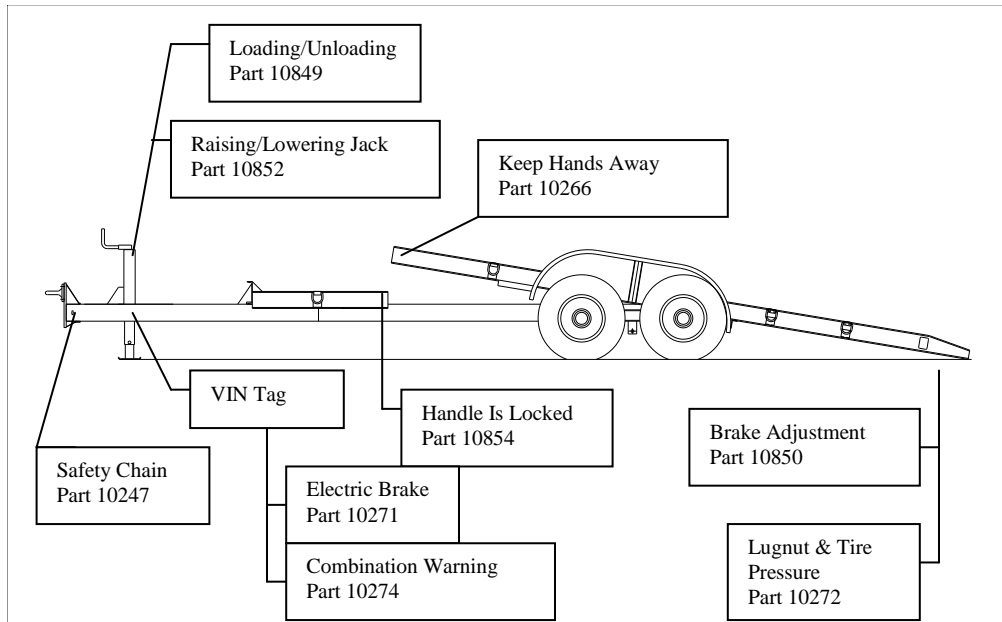 Loading/Unloading
Part 10849
Raising/Lowering Jack
Part 10852
Keep Hands Away
Part 10266
VIN Tag
Handle Is Locked
Part 10854
Brake Adjustment
Part 10850
Safety Chain
Part 10247
Electric Brake
Part 10271
Combination Warning
Part 10274
Lugnut & Tire
Pressure
Part 10272